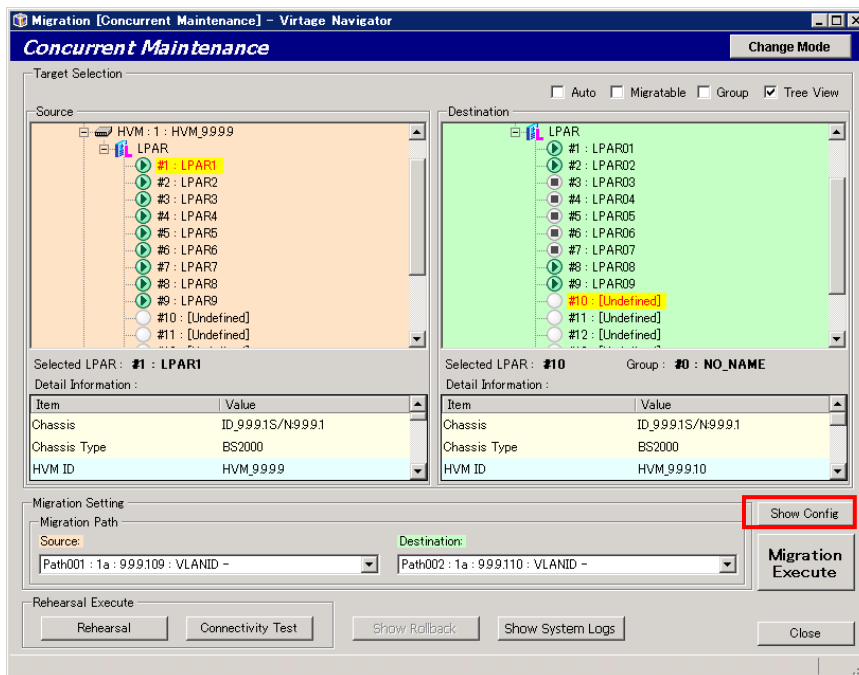 Migration [Concurrent Maintenance] - Virtage Navigator
Concurrent Maintenance
Change Mode
Target Selection
Auto Migratable Group Tree View
Source
HVM : 1 : HVM_9.9.9.9
LPAR
#1 : LPAR1
#2 : LPAR2
#3 : LPAR3
#4 : LPAR4
#5 : LPAR5
#6 : LPAR6
#7 : LPAR7
#8 : LPAR8
#9 : LPAR9
#10 : [Undefined]
#11 : [Undefined]
Selected LPAR : #1 : LPAR1
Detail Information :
Item Value
Chassis ID_9.9.9.1S/N:9.9.9.1
Chassis Type BS2000
HVM ID HVM_9.9.9.9
Destination
LPAR
#1 : LPAR01
#2 : LPAR02
#3 : LPAR03
#4 : LPAR04
#5 : LPAR05
#6 : LPAR06
#7 : LPAR07
#8 : LPAR08
#9 : LPAR09
#10 : [Undefined]
#11 : [Undefined]
#12 : [Undefined]
Selected LPAR : #10 Group : #0 : NO_NAME
Detail Information :
Item Value
Chassis ID_9.9.9.1S/N:9.9.9.1
Chassis Type BS2000
HVM ID HVM_9.9.9.10
Migration Setting
Migration Path
Source:
Path001 : 1a : 9.9.9.109 : VLANID -
Destination:
Path002 : 1a : 9.9.9.110 : VLANID -
Show Config
Migration
Execute
Rehearsal Execute
Rehearsal
Connectivity Test
Show Rollback
Show System Logs
Close